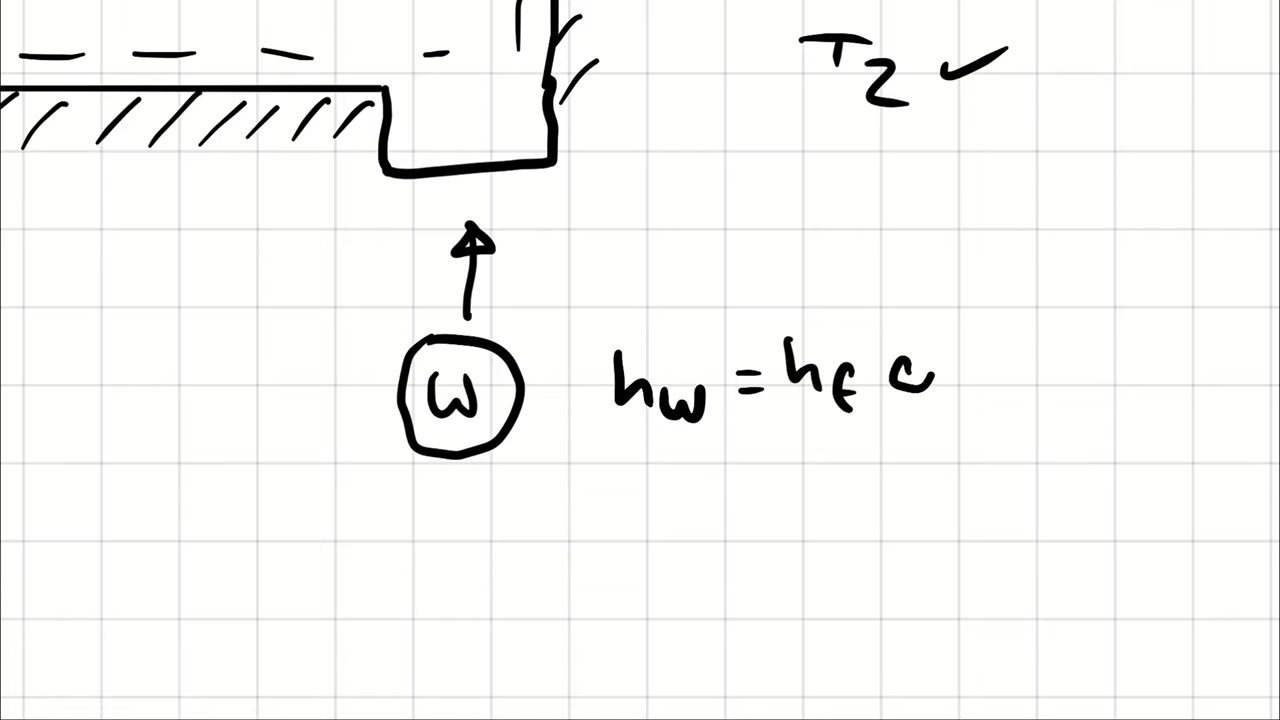 T2 ✓
W
hw = hf @